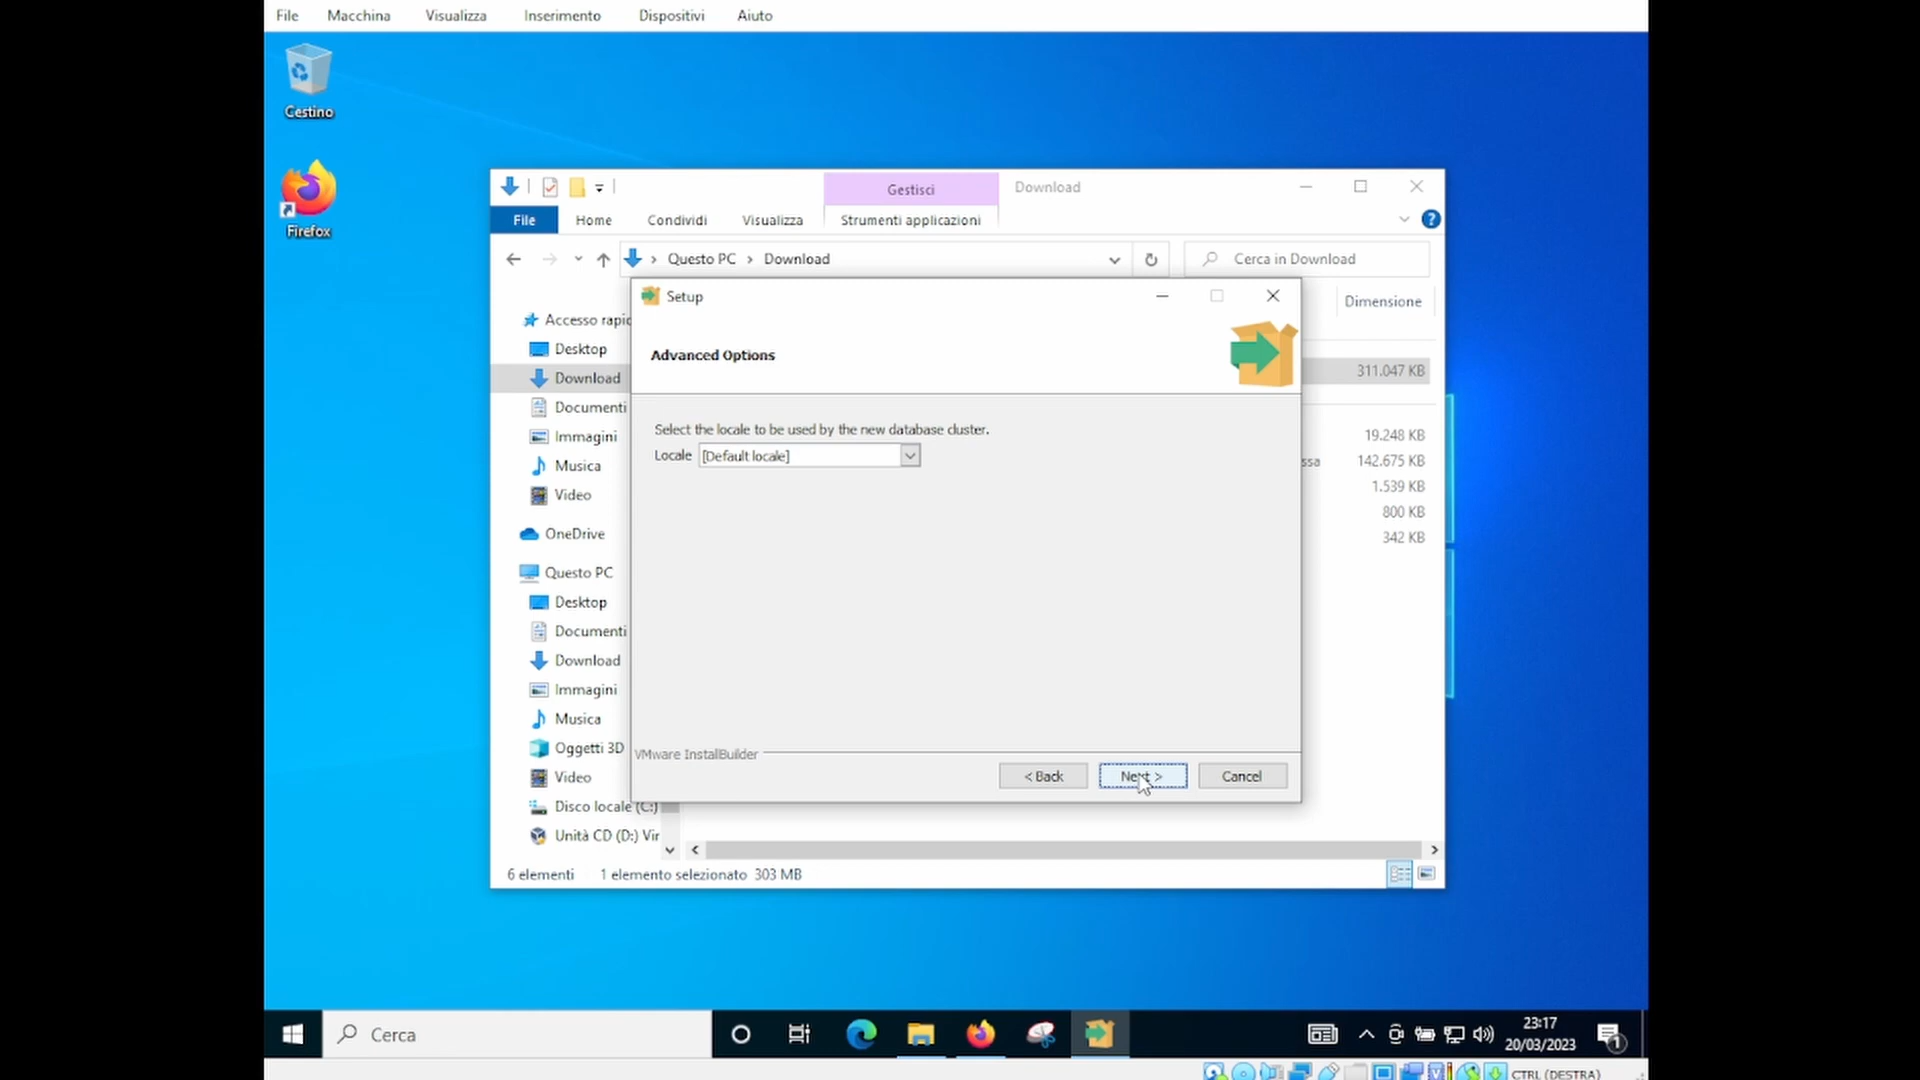 File Macchina Visualizza Inserimento Dispositivi Aiuto
Cestino
Firefox
Gestisci Download
File Home Condividi Visualizza Strumenti applicazioni
Questo PC > Download
Cerca in Download
Dimensione
Accesso rapid
Desktop
Download
Documenti
Immagini
Musica
Video
OneDrive
Questo PC
Desktop
Documenti
Download
Immagini
Musica
Oggetti 3D
Video
Disco locale (C:)
Unità CD (D:) Vir
311.047 KB
19.248 KB
ssa 142.675 KB
1.539 KB
800 KB
342 KB
Setup
Advanced Options
Select the locale to be used by the new database cluster.
Locale [Default locale]
VMware InstallBuilder
< Back Next > Cancel
6 elementi 1 elemento selezionato 303 MB
Cerca
23:17
20/03/2023
1
CTRL (DESTRA)